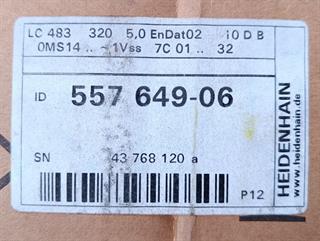 LC 483 320 5,0 EnDat02 10 D B
0MS14 .. ~1Vss 7C 01 .. 32
ID 557 649-06
SN 43 768 120 a
P12
HEIDENHAIN
www.heidenhain.de